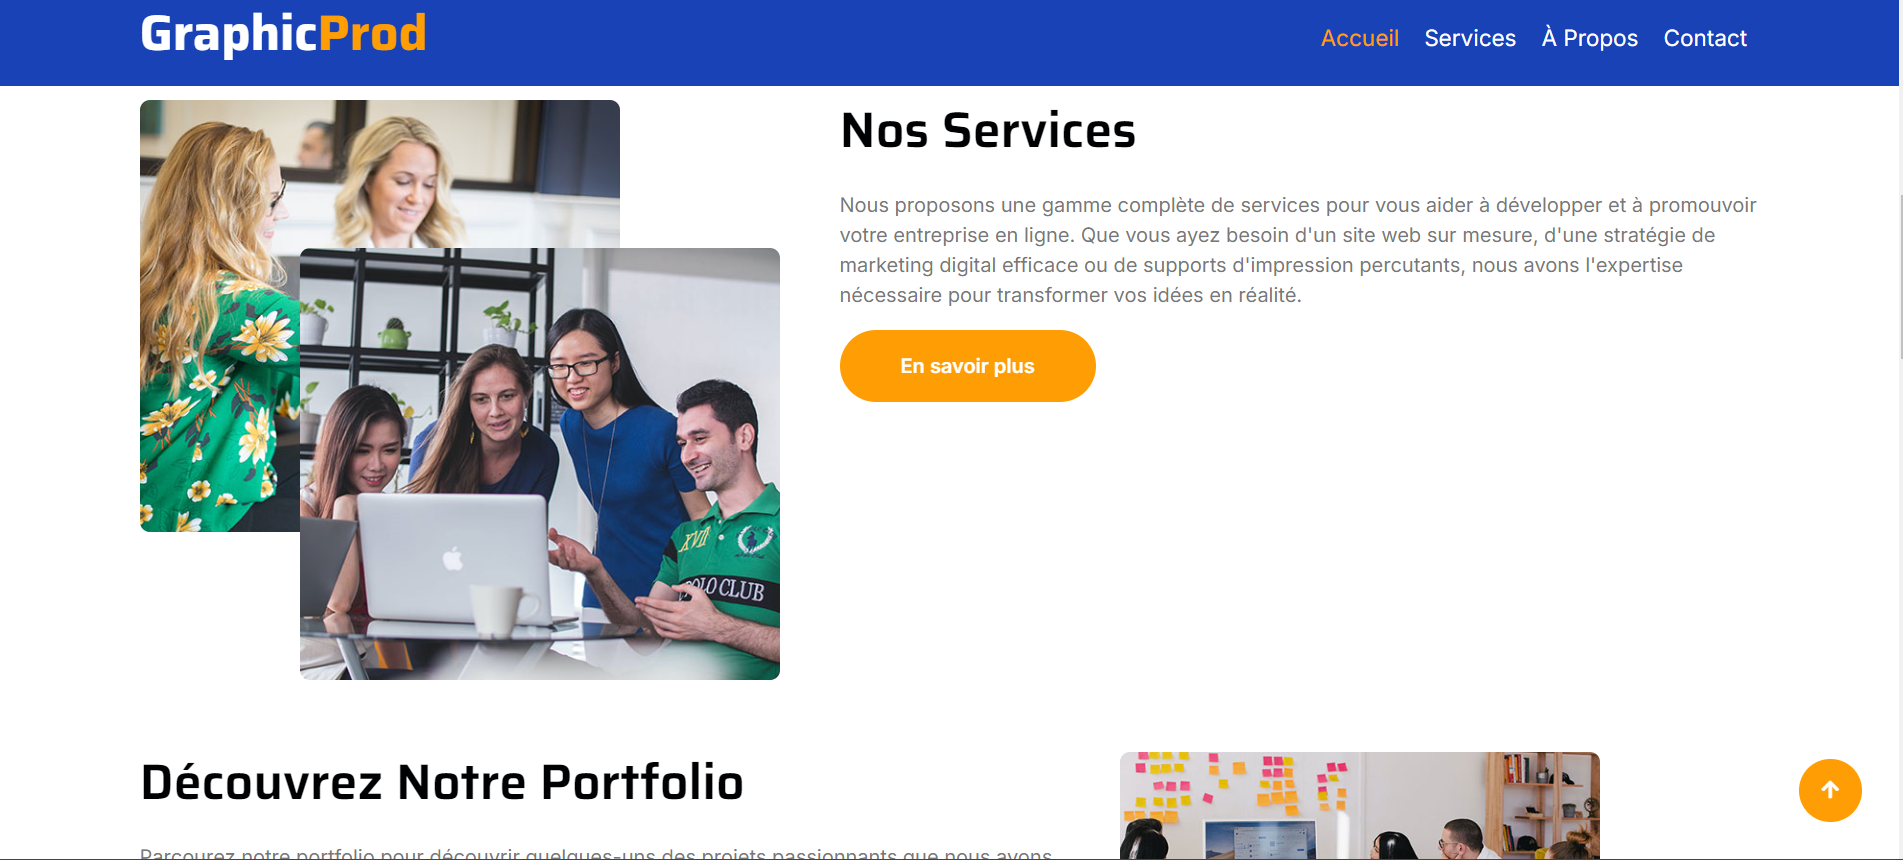 GraphicProd
Accueil Services À Propos Contact
Nos Services
Nous proposons une gamme complète de services pour vous aider à développer et à promouvoir
votre entreprise en ligne. Que vous ayez besoin d'un site web sur mesure, d'une stratégie de
marketing digital efficace ou de supports d'impression percutants, nous avons l'expertise
nécessaire pour transformer vos idées en réalité.
En savoir plus
XVII
POLO CLUB
Découvrez Notre Portfolio
Parcourez notre portfolio pour découvrir quelques-uns des projets passionnants que nous avons